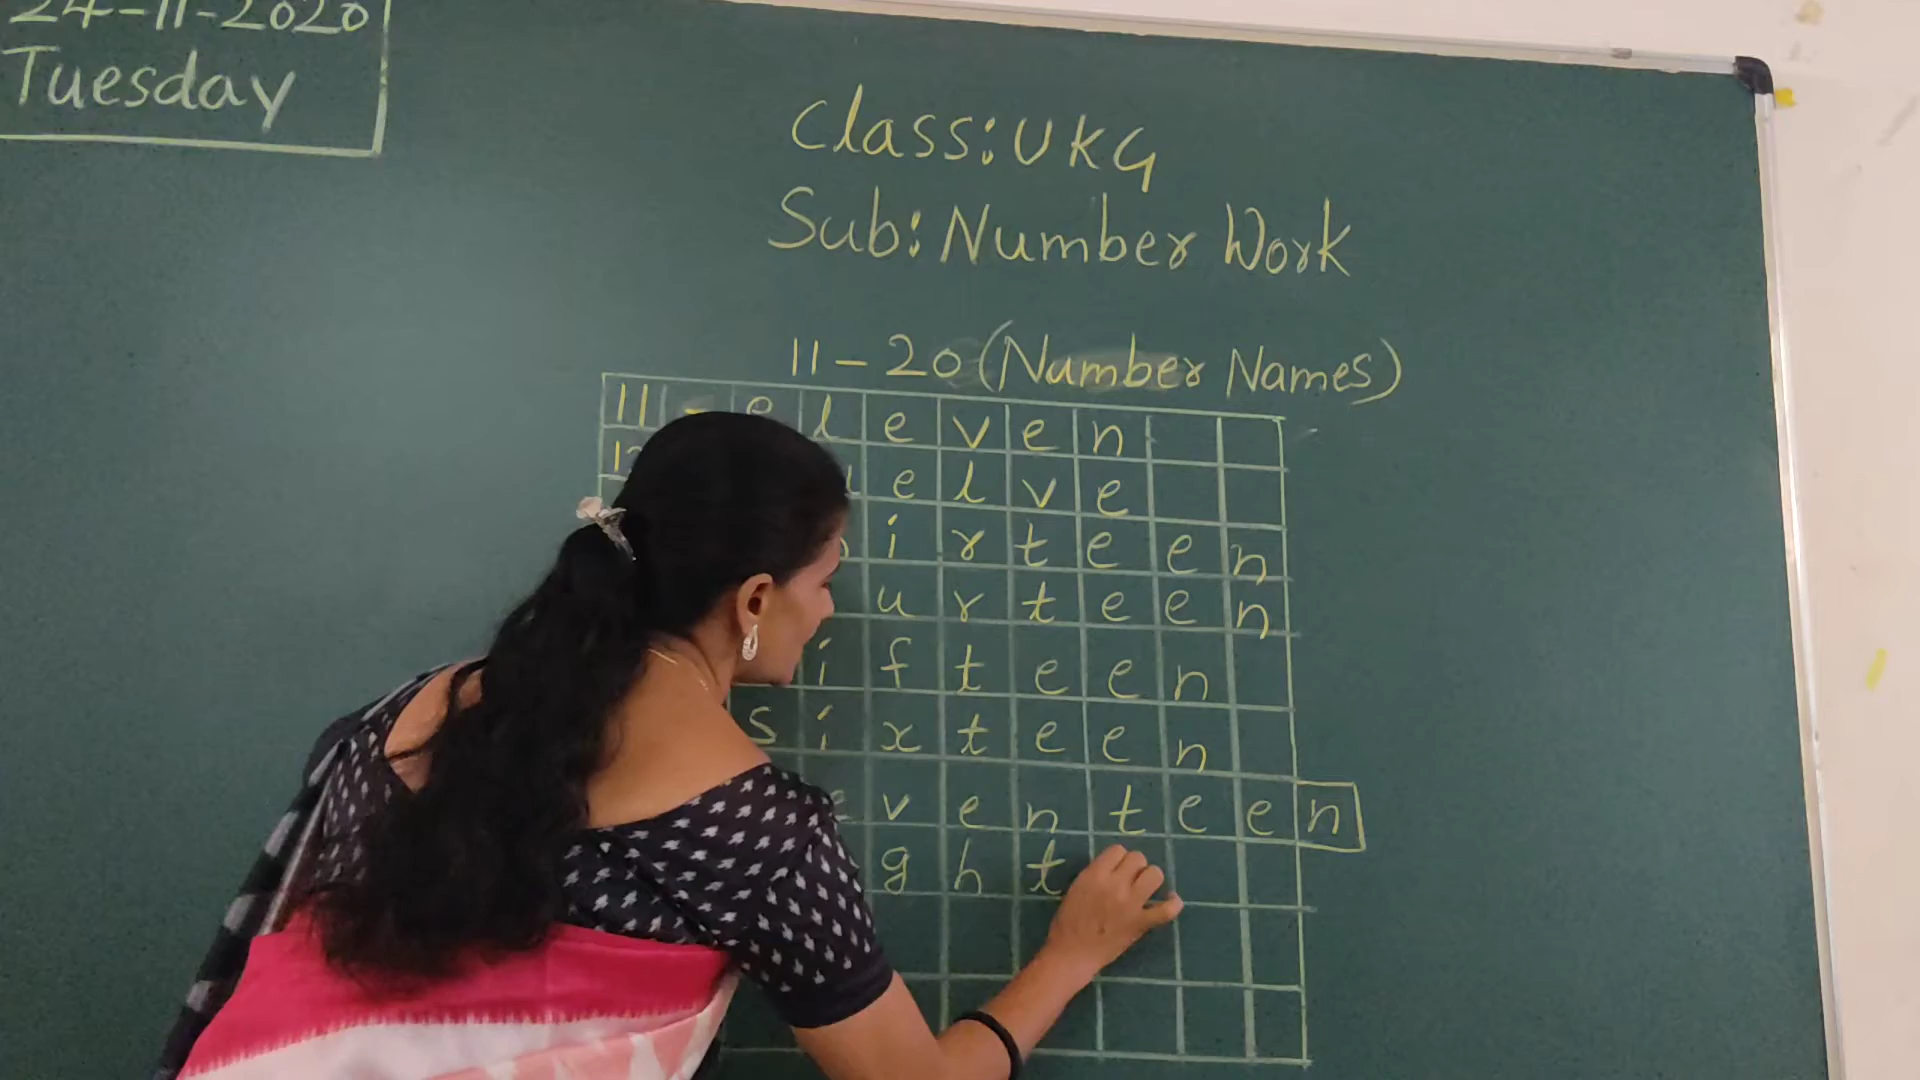 24-11-2020
Tuesday
Class: UKG
Sub: Number Work
11-20 (Number Names)
11 - e l e v e n
e l v e
i r t e e n
u r t e e n
i f t e e n
s i x t e e n
e v e n t e e n
g h t